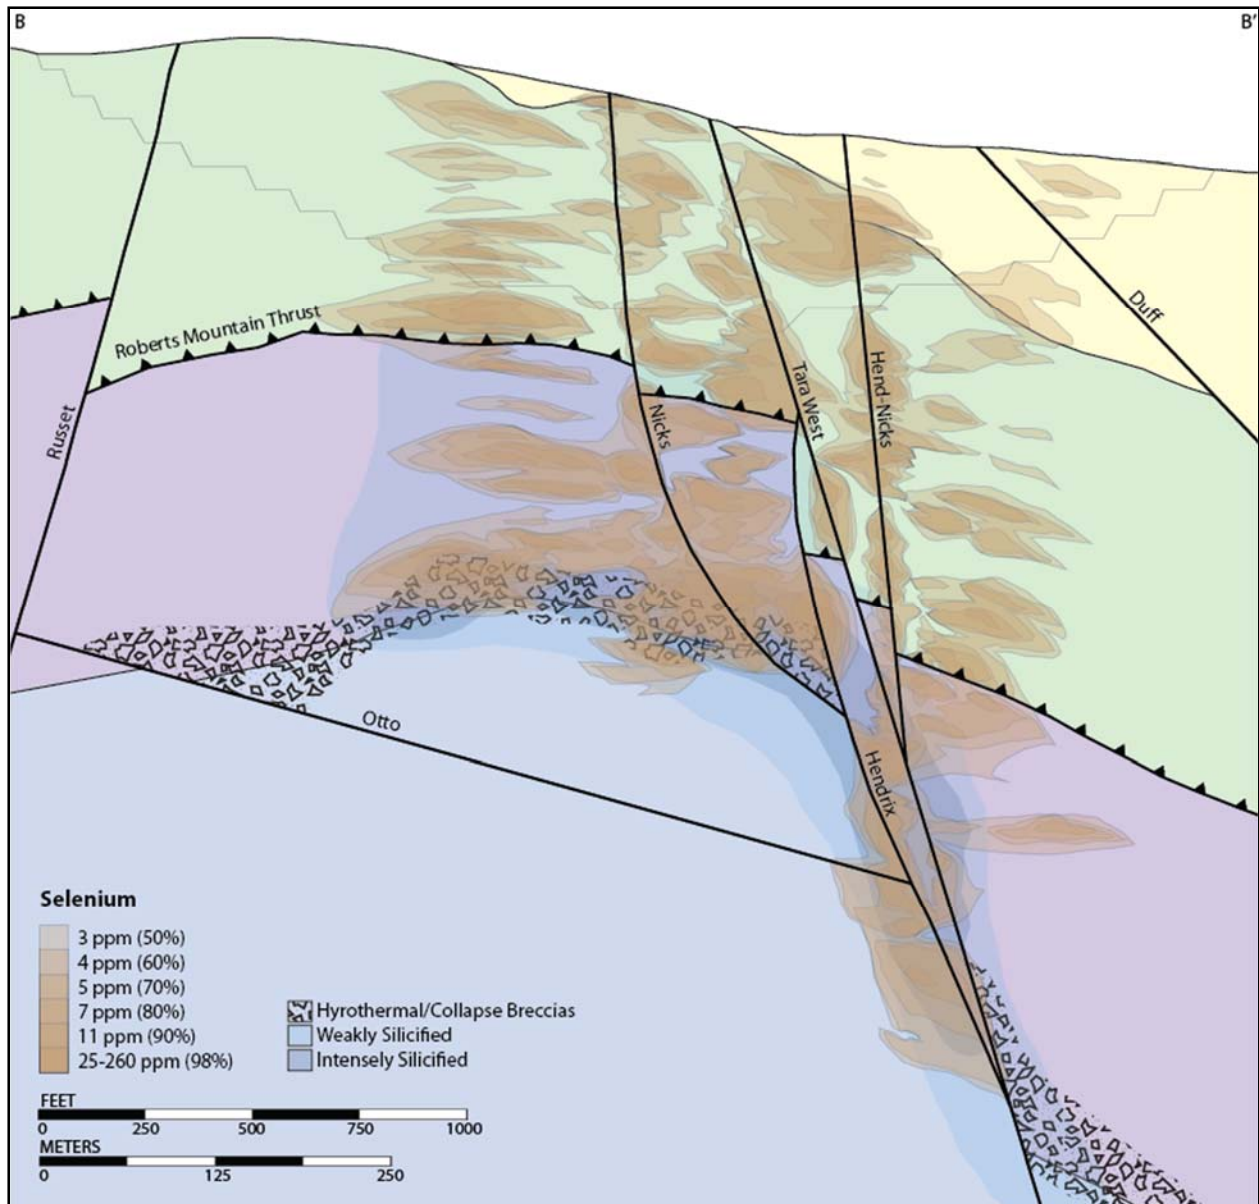 B
B'
Roberts Mountain Thrust
Russet
Nicks
Tara West
Hend-Nicks
Duff
Otto
Hendrix
Selenium
3 ppm (50%)
4 ppm (60%)
5 ppm (70%)
7 ppm (80%)
11 ppm (90%)
25-260 ppm (98%)
Hyrothermal/Collapse Breccias
Weakly Silicified
Intensely Silicified
FEET
0 250 500 750 1000
METERS
0 125 250